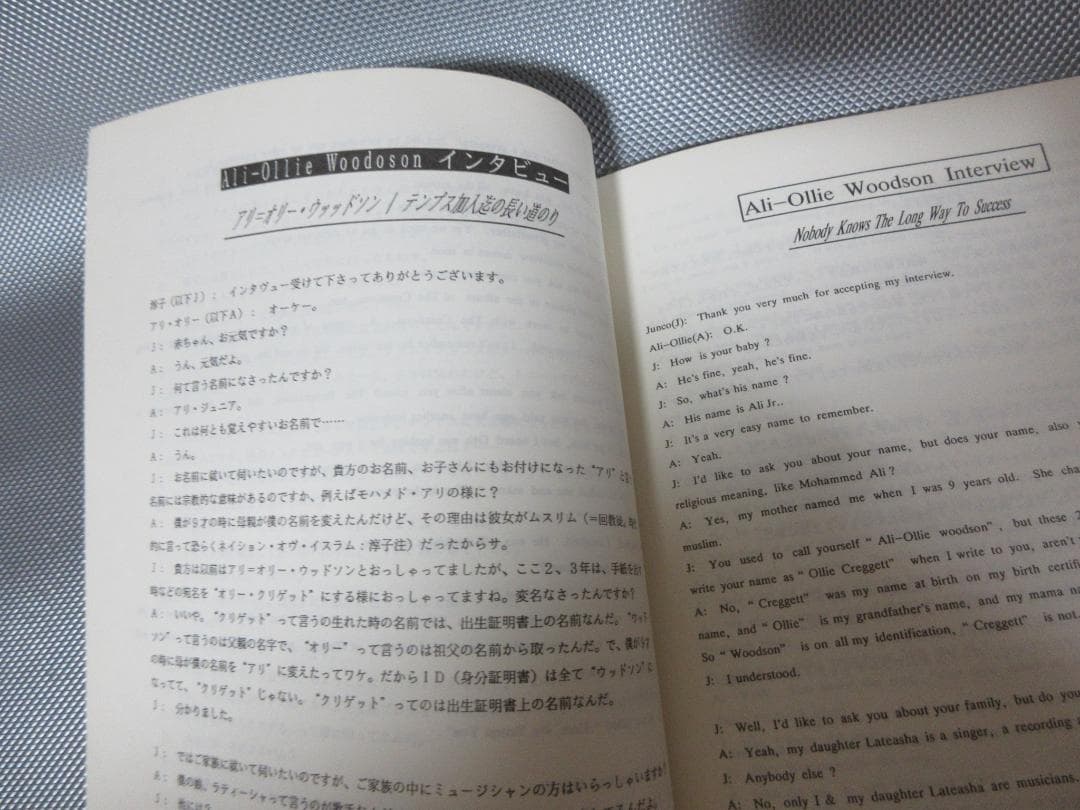 Ali-Ollie Woodoson インタビュー
アリ=オリー・ウッドソン / テンプス加入迄の長い道のり
淳子(以下J): インタヴュー受けて下さってありがとうございます。
アリ・オリー(以下A): オーケー。
J: 赤ちゃん、お元気ですか?
A: うん、元気だよ。
J: 何て言う名前になさったんですか?
A: アリ・ジュニア。
J: これは何とも覚えやすいお名前で……
A: うん。
J: お名前に就いて伺いたいのですが、貴方のお名前、お子さんにもお付けになった“アリ”と
名前には宗教的な意味があるのですか、例えばモハメド・アリの様に?
A: 僕が9才の時に母親が僕の名前を変えたんだけど、その理由は彼女がムスリム(=回教徒。
的に言って恐らくネイション・オヴ・イスラム:淳子注)だったからサ。
J: 貴方は以前はアリ=オリー・ウッドソンとおっしゃってましたが、ここ2、3年は、手紙を
時などの宛名を“オリー・クリゲット”にする様におっしゃってますね。変名なさったんですか?
A: いいや。“クリゲット”って言うの生れた時の名前では、出生証明書上の名前なんだ。“ウッド
ソン”って言うのは父親の名字で、“オリー”って言うのは祖父の名前から取ったんだ。で、僕が9才
の時に母が僕の名前を“アリ”に変えたってワケ。だからID(身分証明書)は全て“ウッドソン”に
なってて、“クリゲット”じゃない。“クリゲット”ってのは出生証明書上の名前なんだ。
J: 分かりました。
J: ではご家族に就いて伺いたいのですが、ご家族の中にミュージシャンの方はいらっしゃいますか?
A: 僕の娘、ラティーシャって言うのが
J: 他には?
Ali-Ollie Woodson Interview
Nobody Knows The Long Way To Success
Junco(J): Thank you very much for accepting my interview.
Ali-Ollie(A): O.K.
J: How is your baby ?
A: He's fine, yeah, he's fine.
J: So, what's his name ?
A: His name is Ali Jr..
J: It's a very easy name to remember.
A: Yeah.
J: I'd like to ask you about your name, but does your name, also
religious meaning, like Mohammed Ali ?
A: Yes, my mother named me when I was 9 years old. She
muslim.
J: You used to call yourself “ Ali-Ollie woodson”, but these 2
write your name as “ Ollie Creggett” when I write to you, aren't
A: No, “ Creggett” was my name at birth on my birth
name, and “ Ollie” is my grandfather's name, and my mama
So “ Woodson” is on all my identification, “ Creggett” is not.
J: I understood.
J: Well, I'd like to ask you about your family, but do you
A: Yeah, my daughter Lateasha is a singer, a recording
J: Anybody else ?
A: No, only I & my daughter Lateasha are musicians.